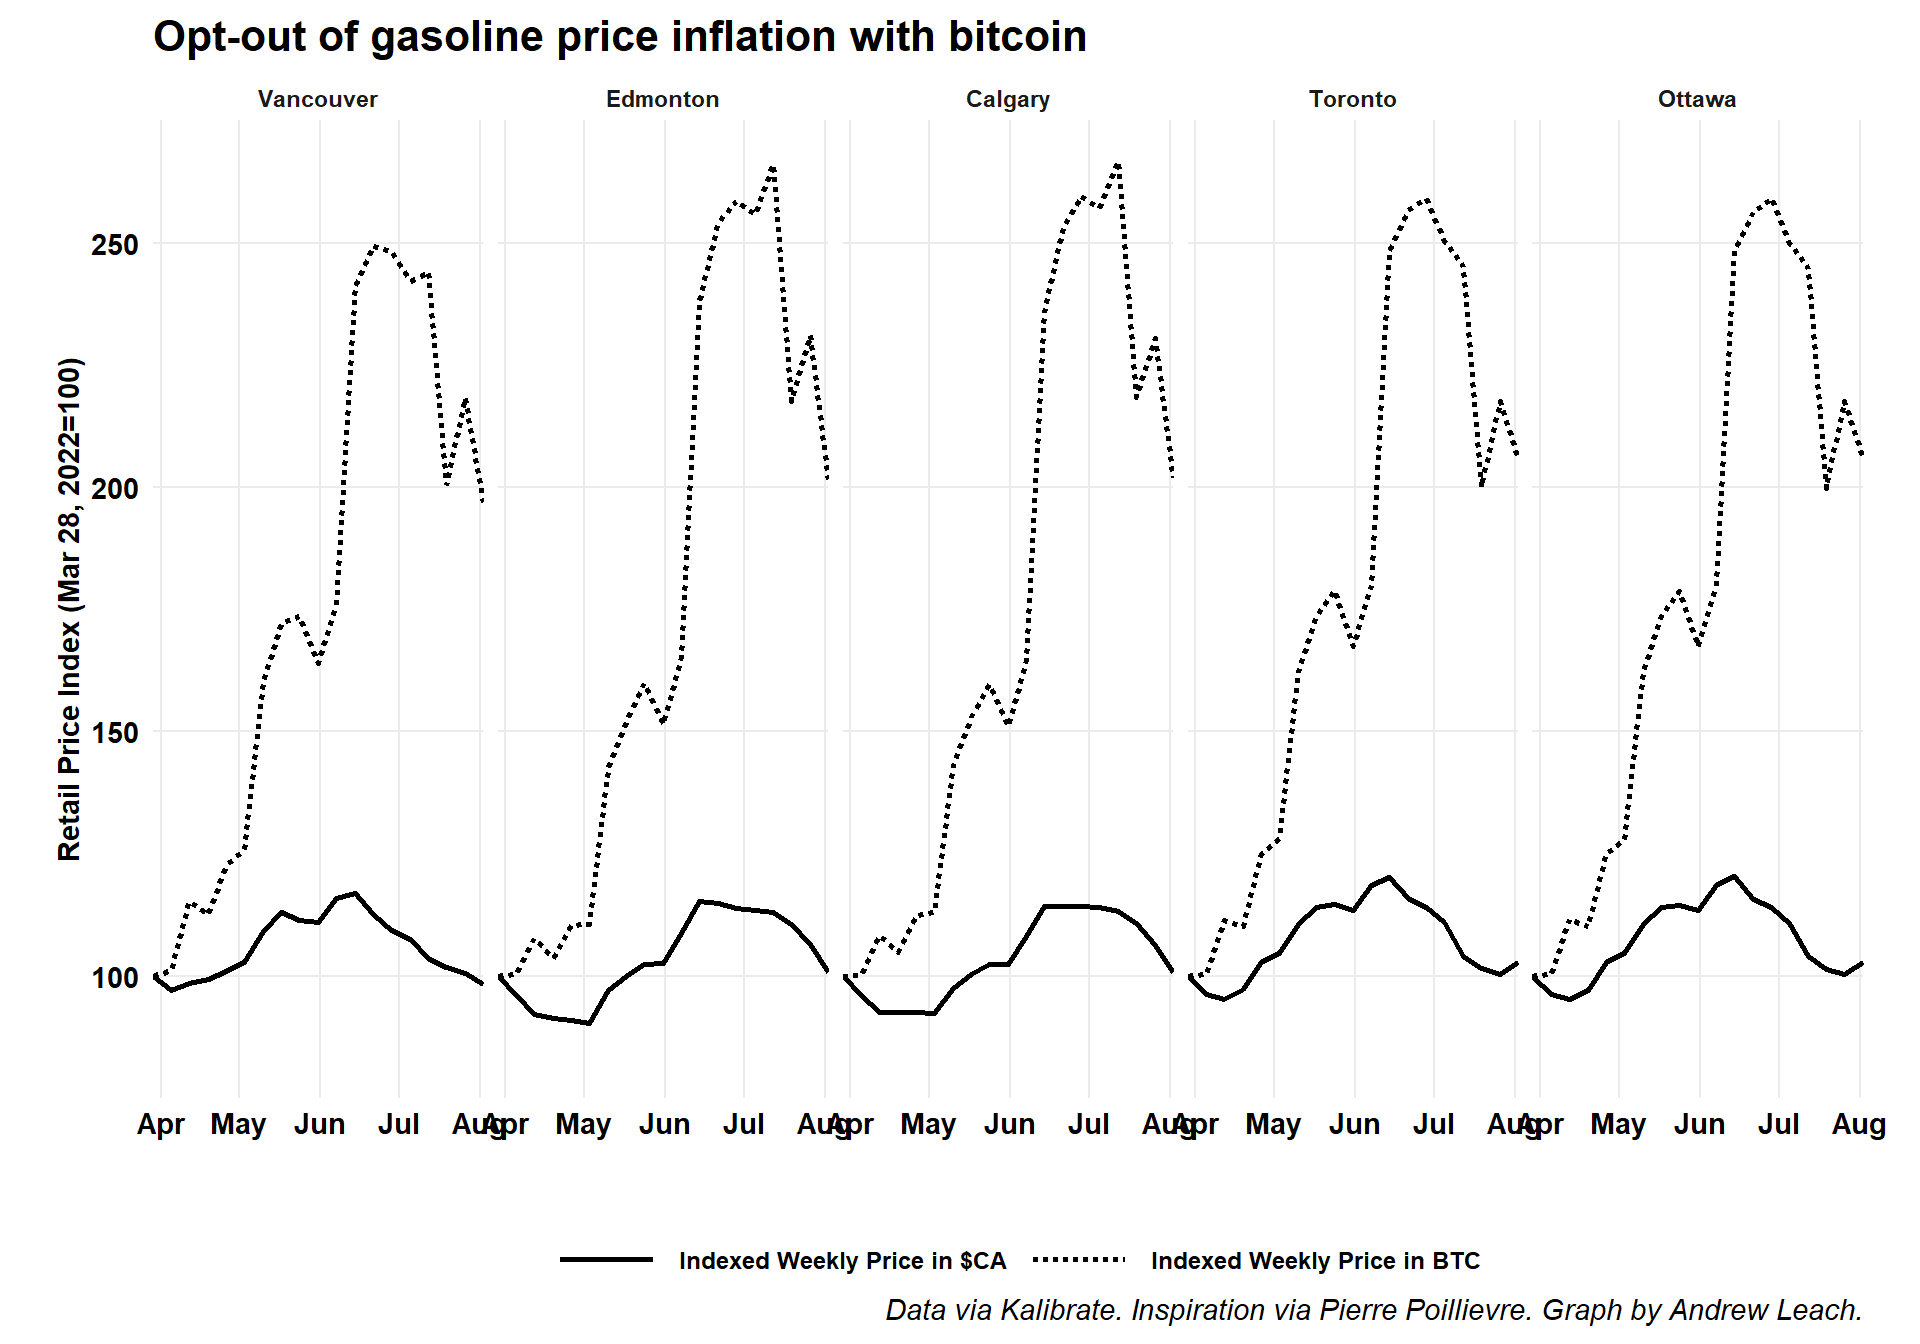 Opt-out of gasoline price inflation with bitcoin
Vancouver Edmonton Calgary Toronto Ottawa
Retail Price Index (Mar 28, 2022=100)
250
200
150
100
Apr May Jun Jul Aug Apr May Jun Jul Aug Apr May Jun Jul Aug Apr May Jun Jul Aug Apr May Jun Jul Aug
Indexed Weekly Price in $CA Indexed Weekly Price in BTC
Data via Kalibrate. Inspiration via Pierre Poillievre. Graph by Andrew Leach.